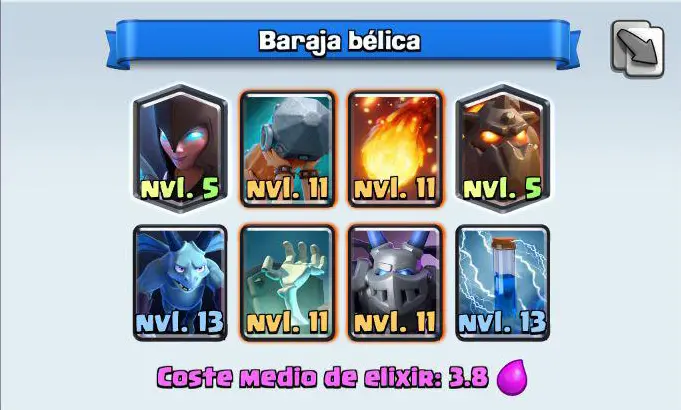 Baraja bélica
Nvl. 5 Nvl. 11 Nvl. 11 Nvl. 5
Nvl. 13 Nvl. 11 Nvl. 11 Nvl. 13
Coste medio de elixir: 3.8